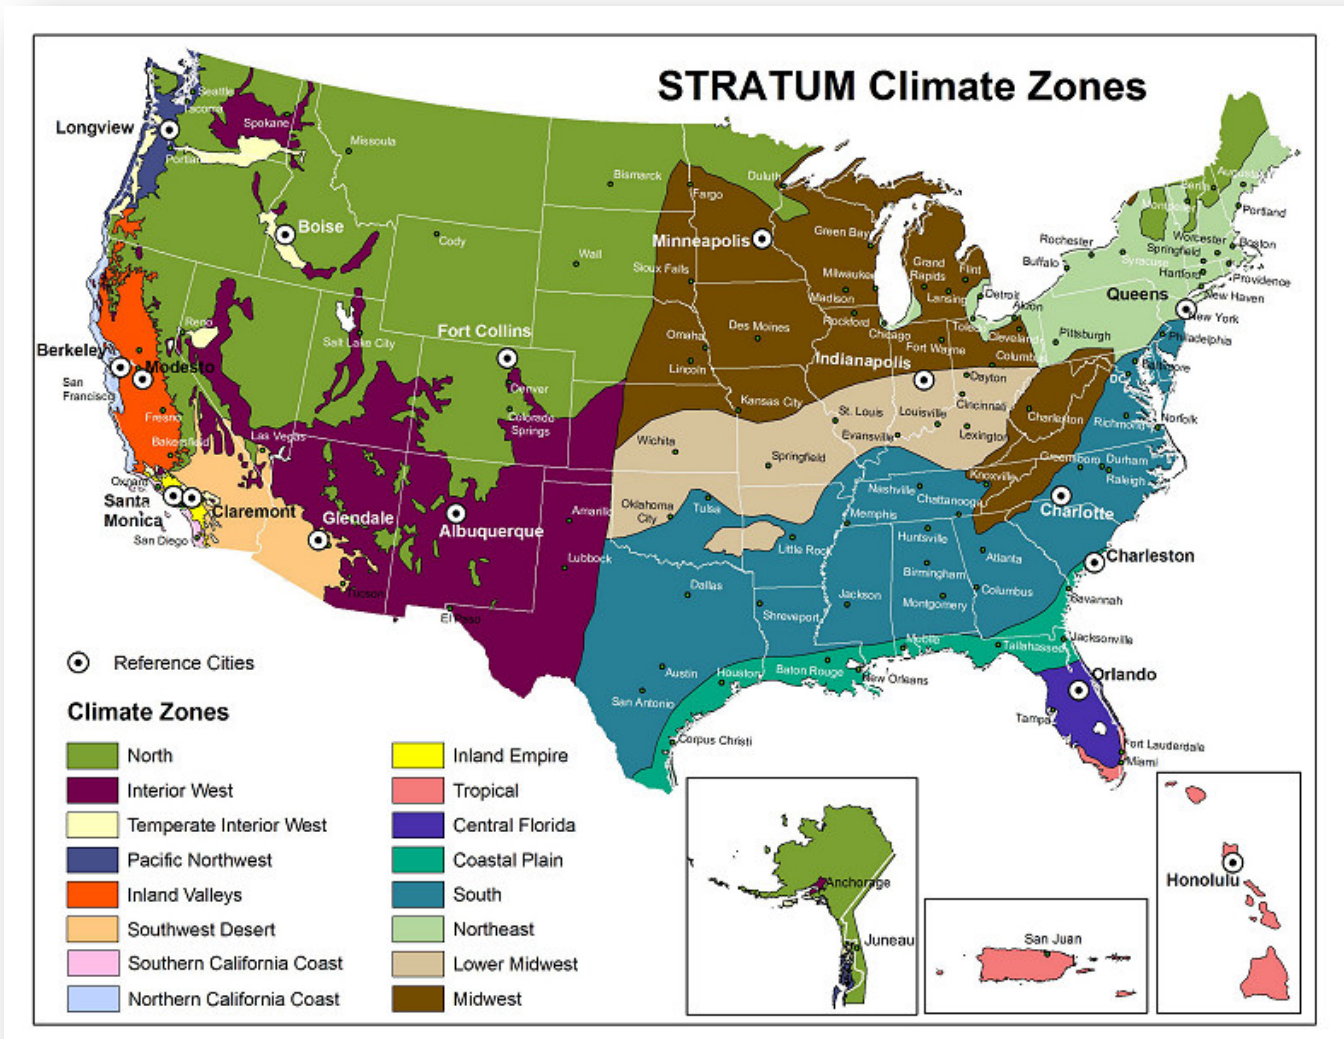 STRATUM Climate Zones
Seattle
Tacoma
Longview
Spokane
Portland
Missoula
Bismarck
Fargo
Duluth
Boise
Cody
Wall
Minneapolis
Sioux Falls
Green Bay
Milwaukee
Madison
Rockford
Chicago
Grand
Rapids
Flint
Lansing
Detroit
Toledo
Akron
Cleveland
Augusta
Berlin
Montpelier
Portland
Rochester
Buffalo
Syracuse
Worcester
Boston
Springfield
Hartford
Providence
New Haven
Queens
New York
Philadelphia
Pittsburgh
Baltimore
DC
Reno
Salt Lake City
Fort Collins
Denver
Colorado
Springs
Omaha
Lincoln
Des Moines
Indianapolis
Fort Wayne
Columbus
Dayton
Cincinnati
Berkeley
San
Francisco
Modesto
Fresno
Bakersfield
Las Vegas
Kansas City
St. Louis
Louisville
Evansville
Lexington
Charleston
Richmond
Norfolk
Wichita
Springfield
Greensboro
Durham
Raleigh
Knoxville
Oxnard
Santa
Monica
Claremont
San Diego
Glendale
Tucson
Albuquerque
El Paso
Amarillo
Lubbock
Oklahoma
City
Tulsa
Little Rock
Nashville
Chattanooga
Memphis
Huntsville
Charlotte
Charleston
Atlanta
Birmingham
Columbus
Montgomery
Savannah
Dallas
Shreveport
Jackson
Austin
San Antonio
Houston
Baton Rouge
New Orleans
Mobile
Tallahassee
Jacksonville
Corpus Christi
Orlando
Tampa
Fort Lauderdale
Miami
Reference Cities
Climate Zones
North
Interior West
Temperate Interior West
Pacific Northwest
Inland Valleys
Southwest Desert
Southern California Coast
Northern California Coast
Inland Empire
Tropical
Central Florida
Coastal Plain
South
Northeast
Lower Midwest
Midwest
Anchorage
Juneau
San Juan
Honolulu